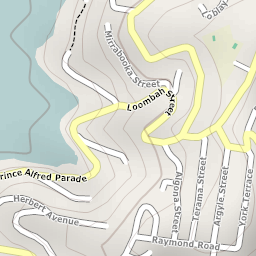 Loblay
Mirrabooka Street
Loombah Street
rince Alfred Parade
Herbert Avenue
Algona Street
Terama Street
Argyle Street
York Terrace
Raymond Road